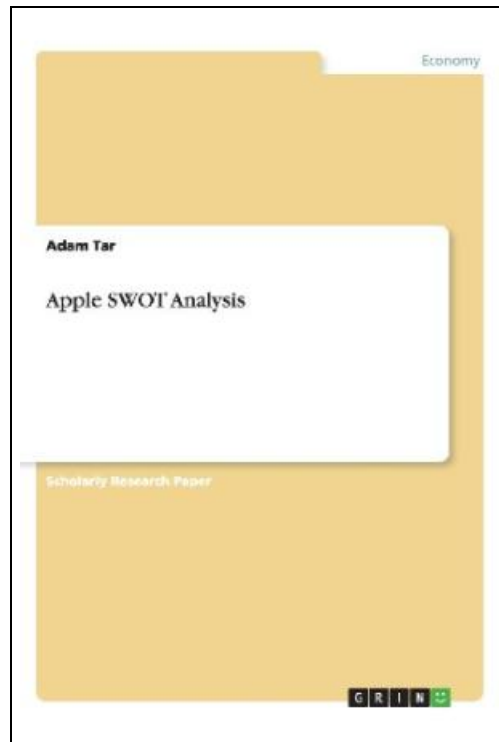 Economy
Adam Tar
Apple SWOT Analysis
Scholarly Research Paper
GRIN